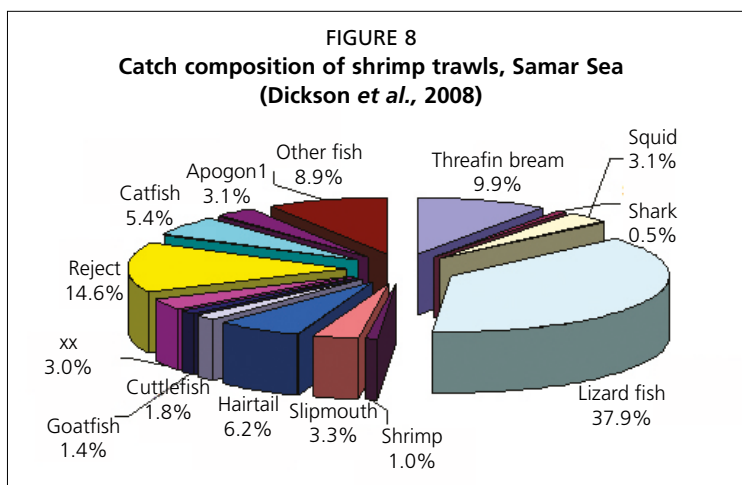 FIGURE 8
Catch composition of shrimp trawls, Samar Sea
(Dickson et al., 2008)
Other fish
8.9%
Threafin bream
9.9%
Squid
3.1%
Apogon1
3.1%
Shark
0.5%
Catfish
5.4%
Reject
14.6%
xx
3.0%
Cuttlefish
1.8%
Goatfish
1.4%
Hairtail
6.2%
Slipmouth
3.3%
Shrimp
1.0%
Lizard fish
37.9%